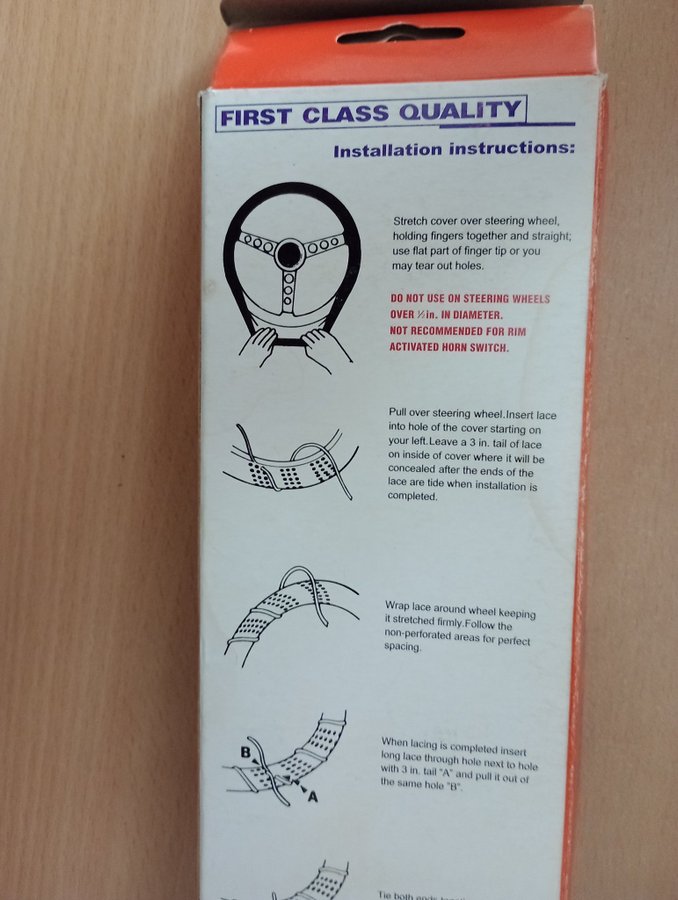 FIRST CLASS QUALITY
Installation instructions:
Stretch cover over steering wheel,
holding fingers together and straight;
use flat part of finger tip or you
may tear out holes.
DO NOT USE ON STEERING WHEELS
OVER ½in. IN DIAMETER.
NOT RECOMMENDED FOR RIM
ACTIVATED HORN SWITCH.
Pull over steering wheel.Insert lace
into hole of the cover starting on
your left.Leave a 3 in. tail of lace
on inside of cover where it will be
concealed after the ends of the
lace are tide when installation is
completed.
Wrap lace around wheel keeping
it stretched firmly.Follow the
non-perforated areas for perfect
spacing.
B
A
When lacing is completed insert
long lace through hole next to hole
with 3 in. tail "A" and pull it out of
the same hole "B".
Tie both ends